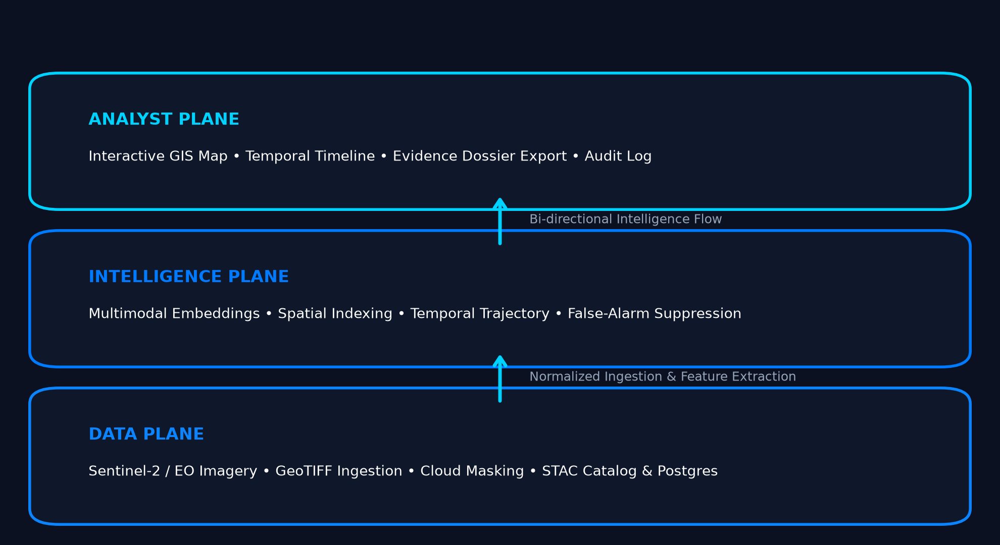 ANALYST PLANE
Interactive GIS Map • Temporal Timeline • Evidence Dossier Export • Audit Log
Bi-directional Intelligence Flow
INTELLIGENCE PLANE
Multimodal Embeddings • Spatial Indexing • Temporal Trajectory • False-Alarm Suppression
Normalized Ingestion & Feature Extraction
DATA PLANE
Sentinel-2 / EO Imagery • GeoTIFF Ingestion • Cloud Masking • STAC Catalog & Postgres